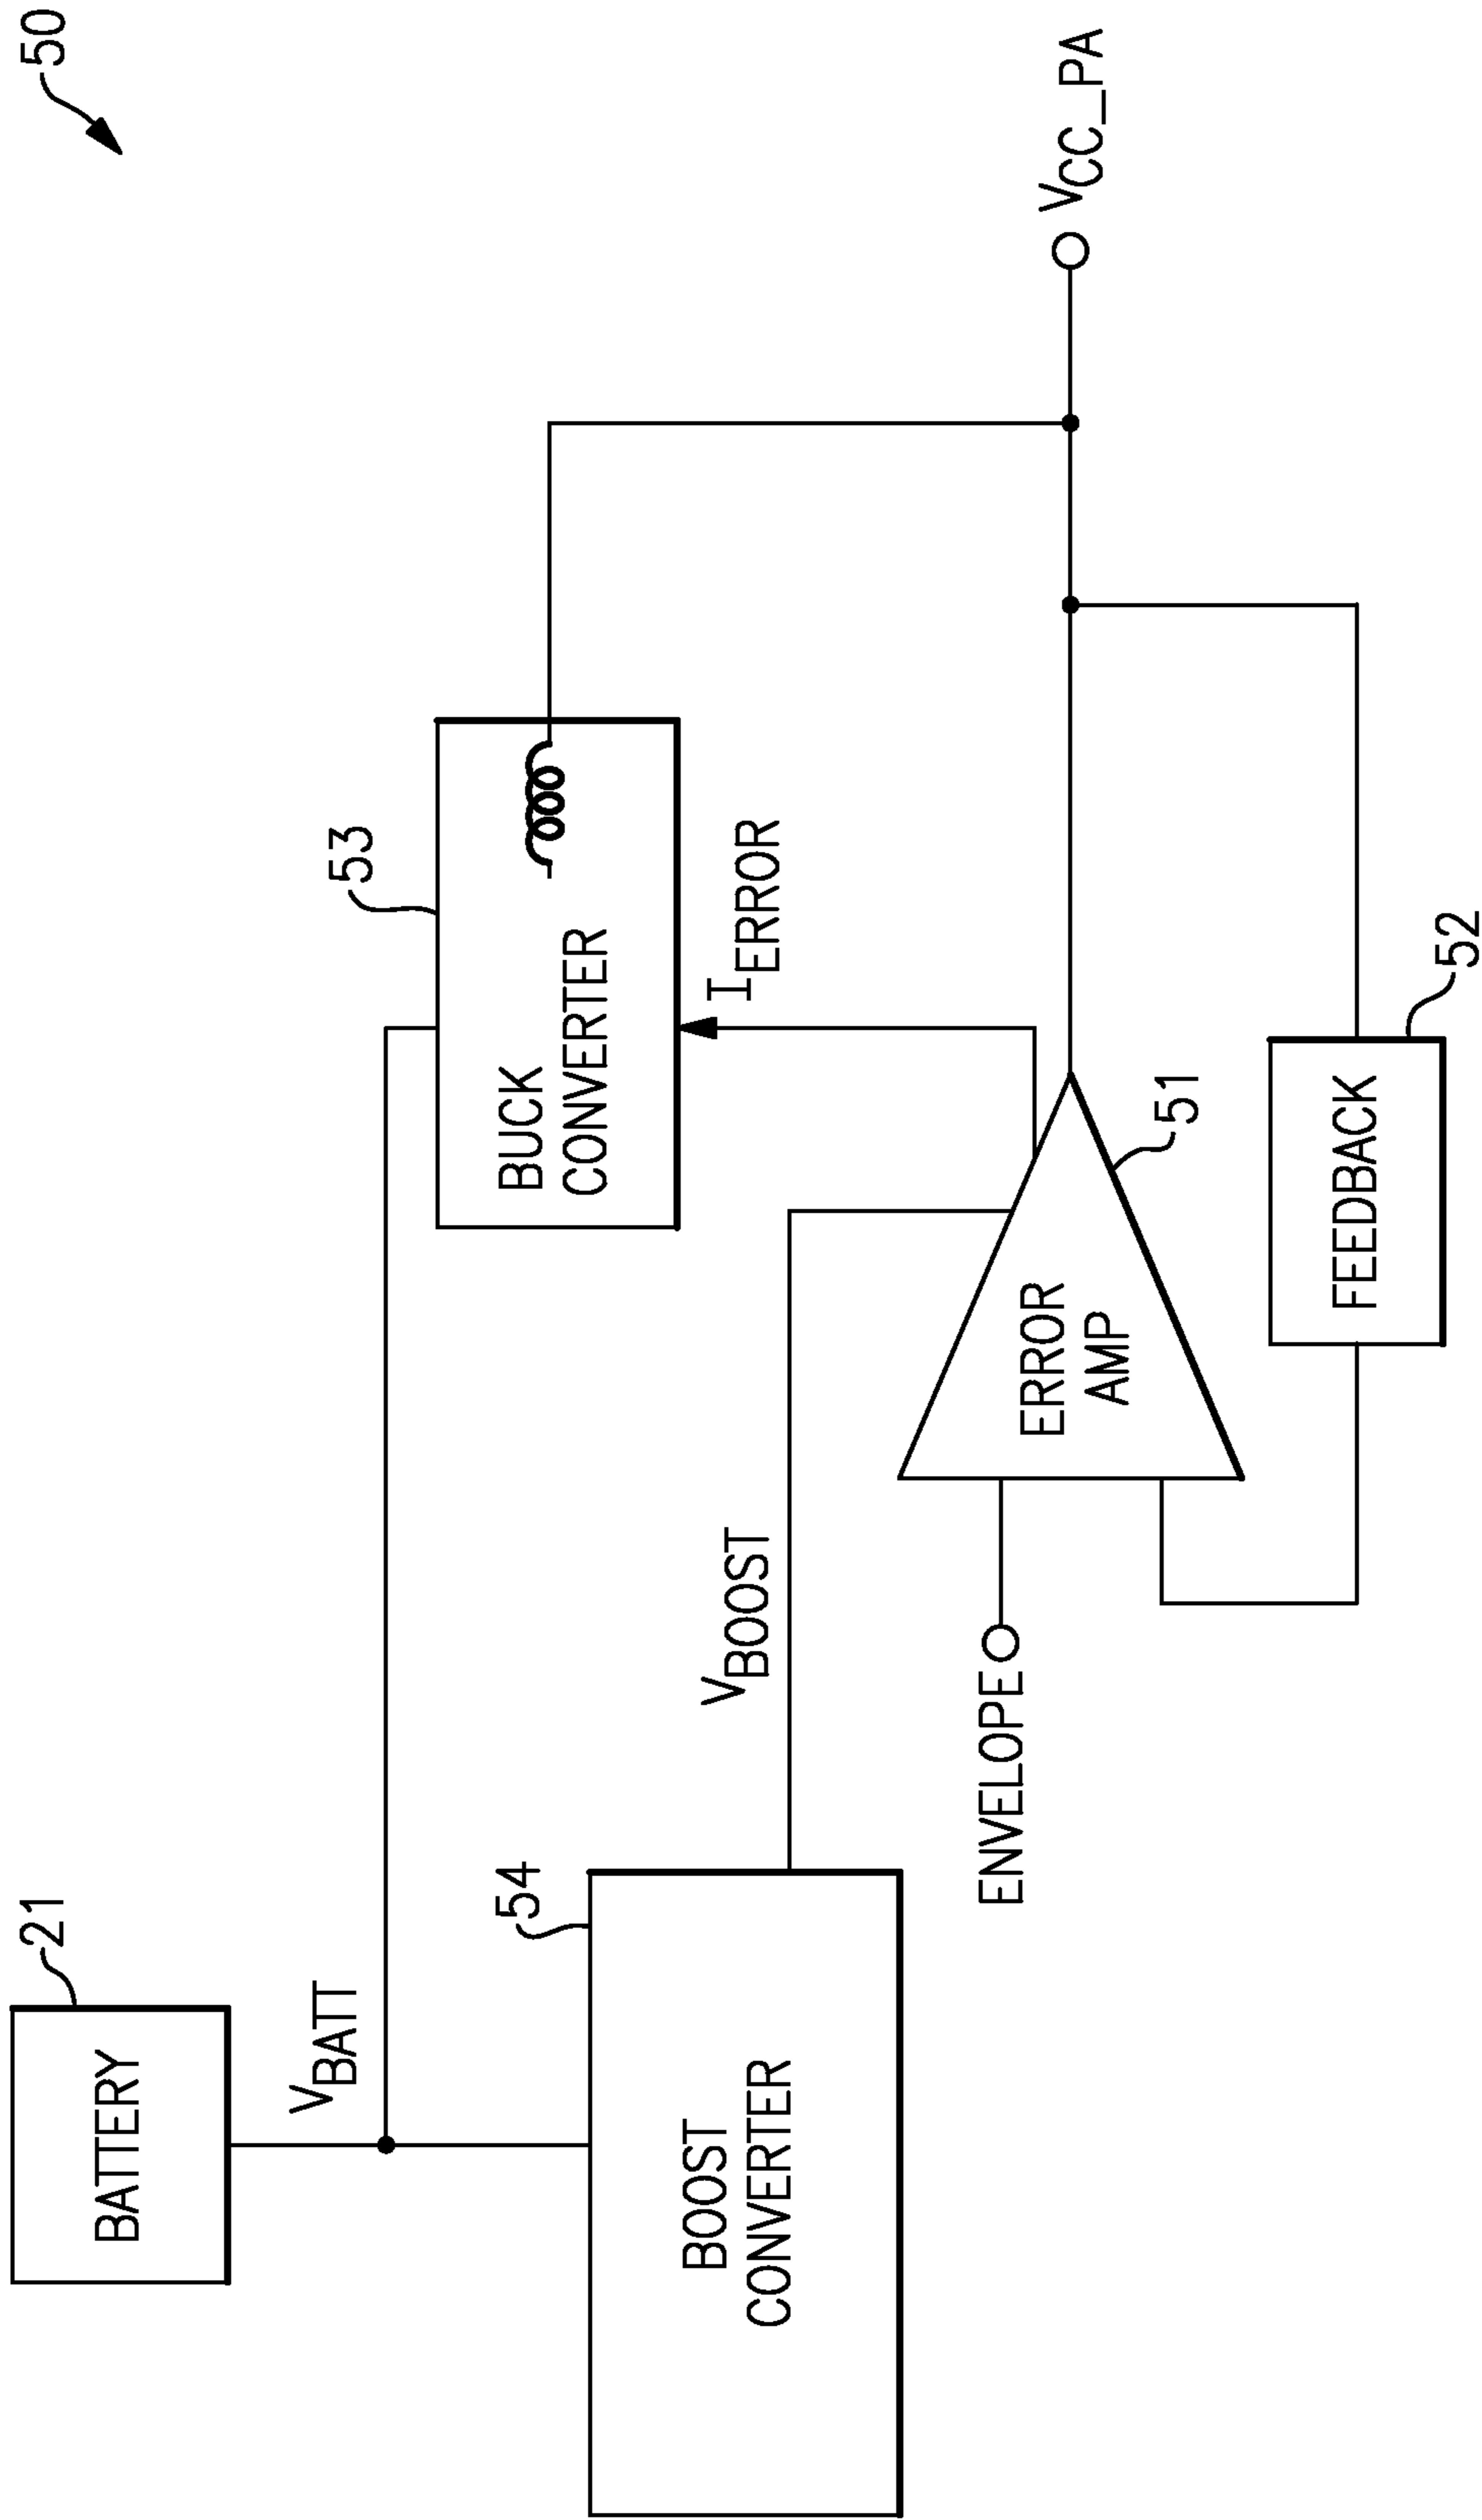 50
21
BATTERY
VBATT
53
BUCK
CONVERTER
54
BOOST
CONVERTER
VBOOST
IERROR
ENVELOPE
ERROR
AMP
51
VCC_PA
FEEDBACK
52